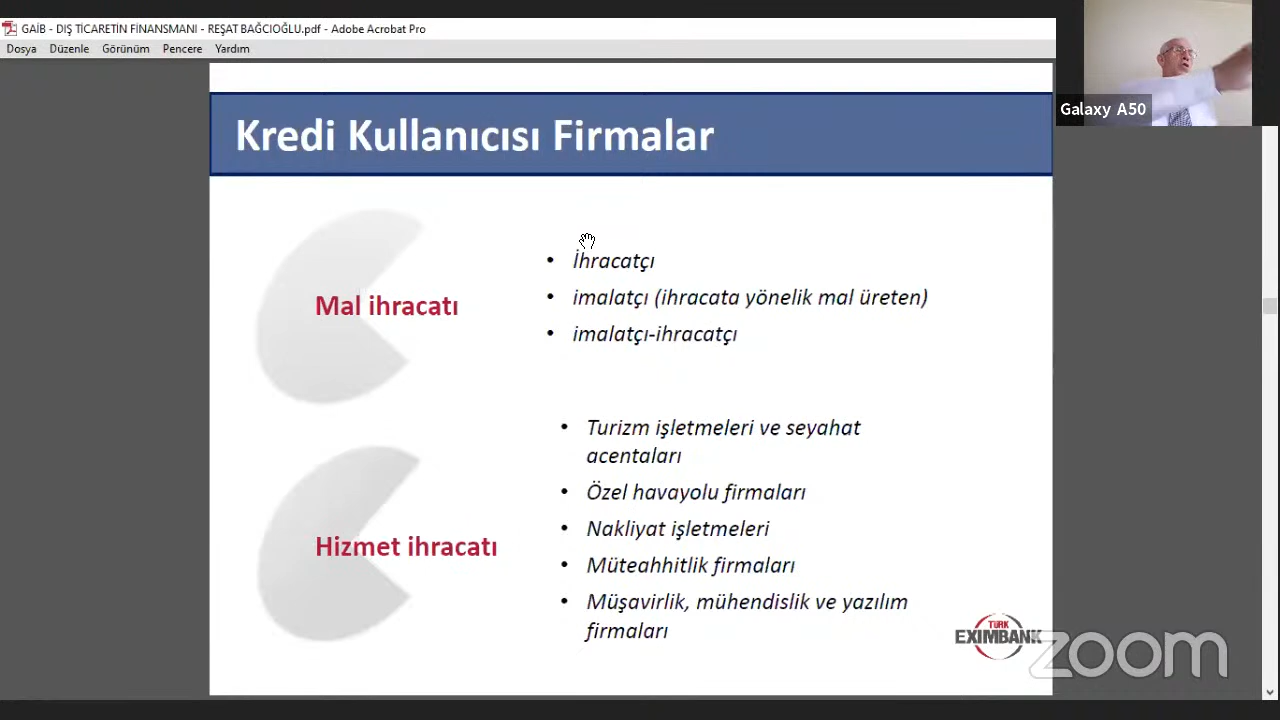 GAİB - DIŞ TİCARETİN FİNANSMANI - REŞAT BAĞCIOĞLU.pdf - Adobe Acrobat Pro
Dosya Düzenle Görünüm Pencere Yardım
Galaxy A50
Kredi Kullanıcısı Firmalar
Mal ihracatı
• İhracatçı
• imalatçı (ihracata yönelik mal üreten)
• imalatçı-ihracatçı
Hizmet ihracatı
• Turizm işletmeleri ve seyahat
acentaları
• Özel havayolu firmaları
• Nakliyat işletmeleri
• Müteahhitlik firmaları
• Müşavirlik, mühendislik ve yazılım
firmaları
TÜRK
EXIMBANK
zoom